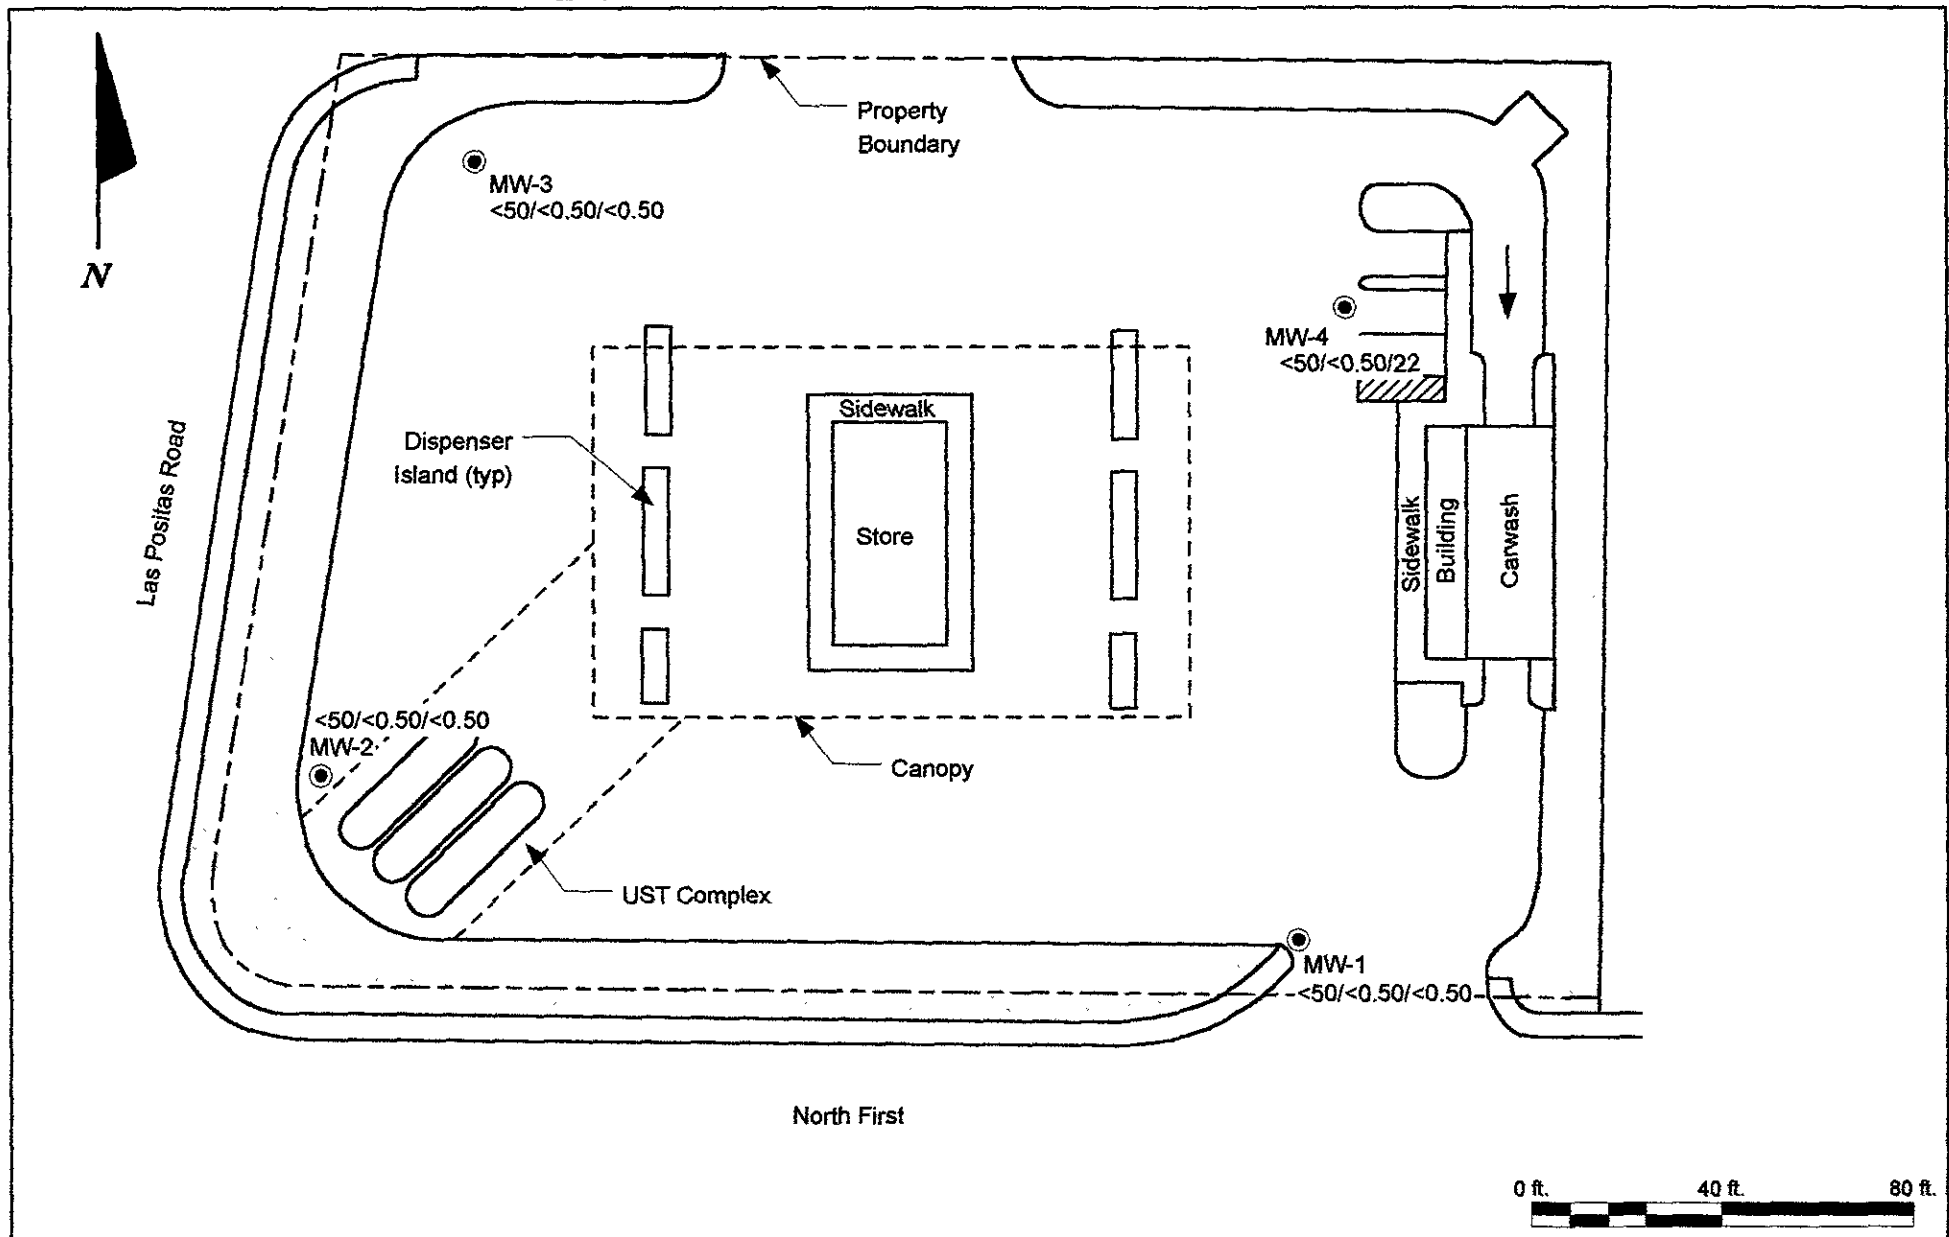 Property
Boundary
MW-3
<50/<0.50/<0.50
N
MW-4
<50/<0.50/22
Sidewalk
Dispenser
Island (typ)
Store
Las Positas Road
Sidewalk
Building
Carwash
<50/<0.50/<0.50
MW-2
Canopy
UST Complex
MW-1
<50/<0.50/<0.50
North First
0 ft. 40 ft. 80 ft.